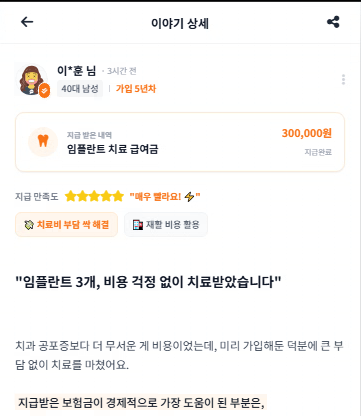 이야기 상세
이*훈 님 · 3시간 전
40대 남성 | 가입 5년차
지급 받은 내역
임플란트 치료 급여금
300,000원
지급완료
지급 만족도 ★★★★★ "매우 빨라요! ⚡"
치료비 부담 싹 해결
재활 비용 활용
"임플란트 3개, 비용 걱정 없이 치료받았습니다"
치과 공포증보다 더 무서운 게 비용이었는데, 미리 가입해둔 덕분에 큰 부
담 없이 치료를 마쳤어요.
지급받은 보험금이 경제적으로 가장 도움이 된 부분은,